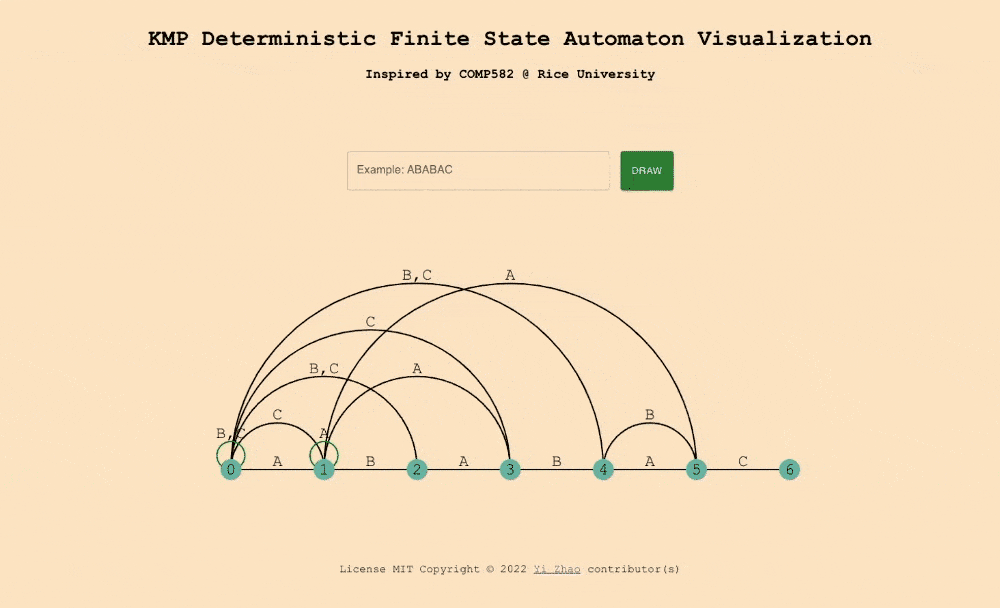 KMP Deterministic Finite State Automaton Visualization
Inspired by COMP582 @ Rice University
Example: ABABAC
DRAW
B,C A
C
B,C A
C B
B,C A
A B A B A C
0 1 2 3 4 5 6
License MIT Copyright © 2022 Yi Zhao contributor(s)